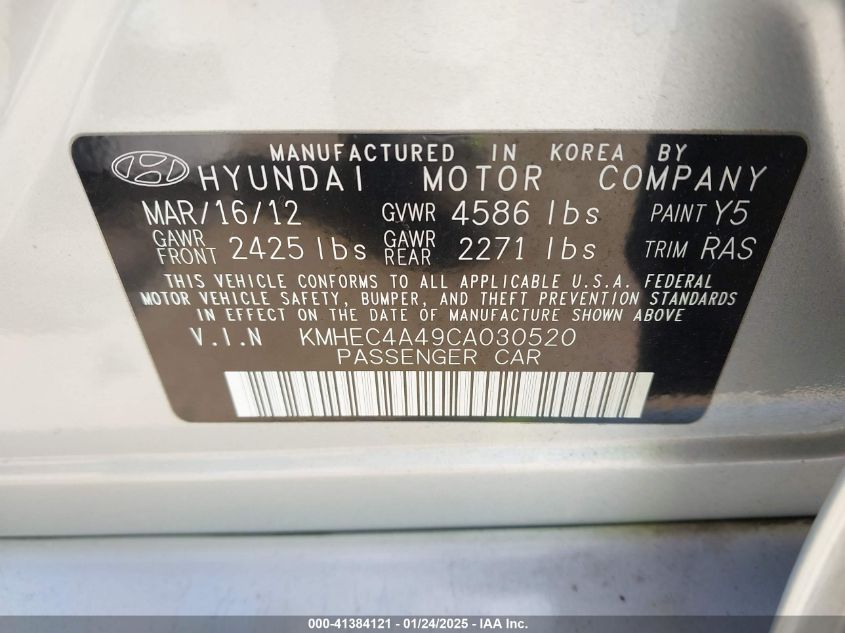 MANUFACTURED IN KOREA BY
HYUNDAI MOTOR COMPANY
MAR/16/12 GVWR 4586 lbs PAINT Y5
GAWR FRONT 2425 lbs GAWR REAR 2271 lbs TRIM RAS
THIS VEHICLE CONFORMS TO ALL APPLICABLE U.S.A. FEDERAL
MOTOR VEHICLE SAFETY, BUMPER, AND THEFT PREVENTION STANDARDS
IN EFFECT ON THE DATE OF MANUFACTURE SHOWN ABOVE
V.I.N KMHEC4A49CA030520
PASSENGER CAR
000-41384121 - 01/24/2025 - IAA Inc.